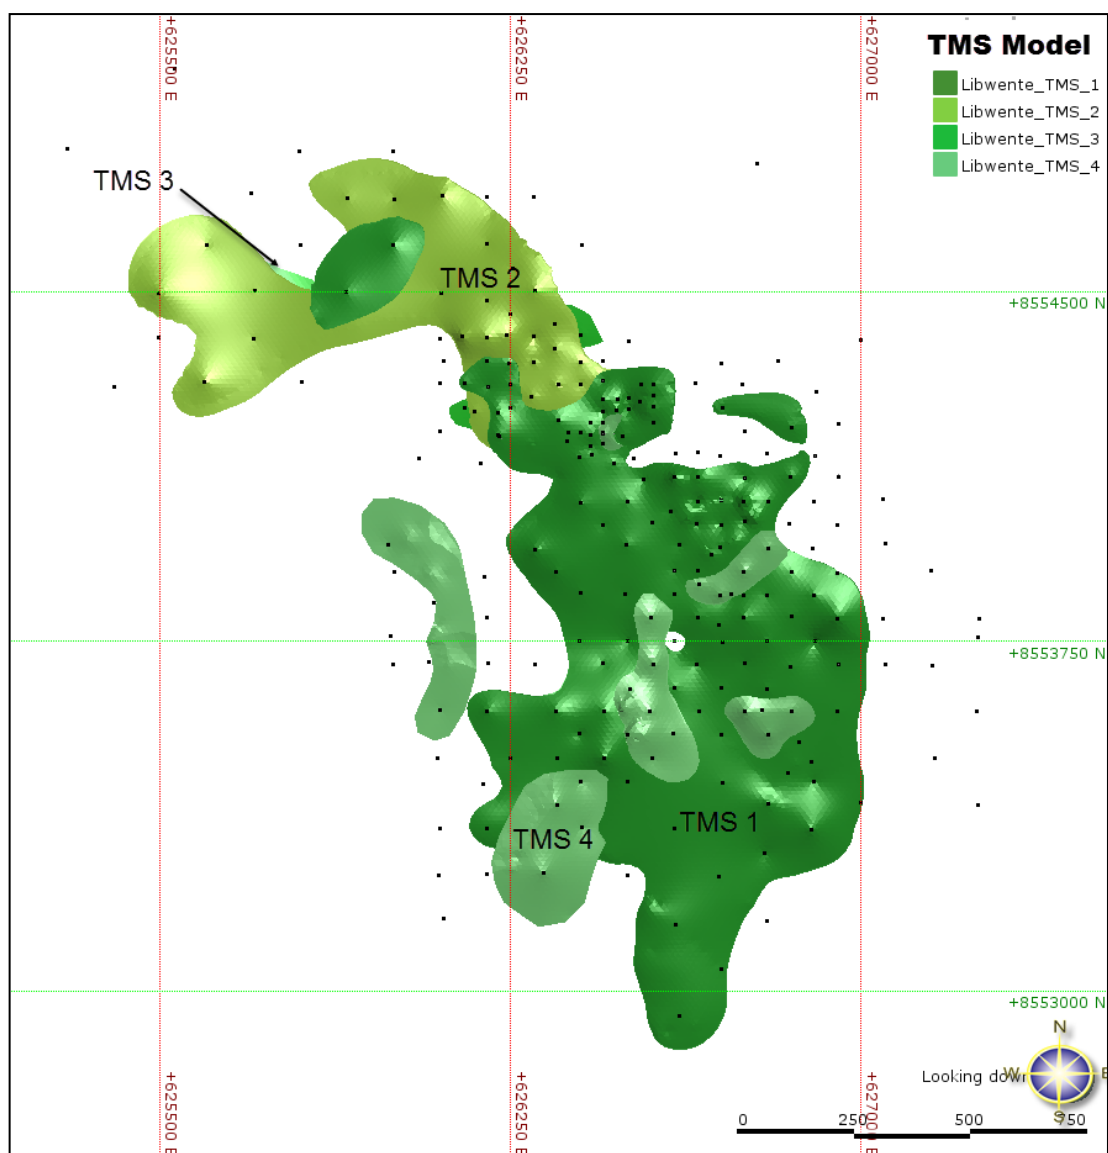 +625500 E
+626250 E
+627000 E
TMS Model
Libwente_TMS_1
Libwente_TMS_2
Libwente_TMS_3
Libwente_TMS_4
TMS 3
TMS 2
+8554500 N
+8553750 N
TMS 1
TMS 4
+8553000 N
N
Looking down
W
E
S
+625500 E
+626250 E
+627000 E
0
250
500
750